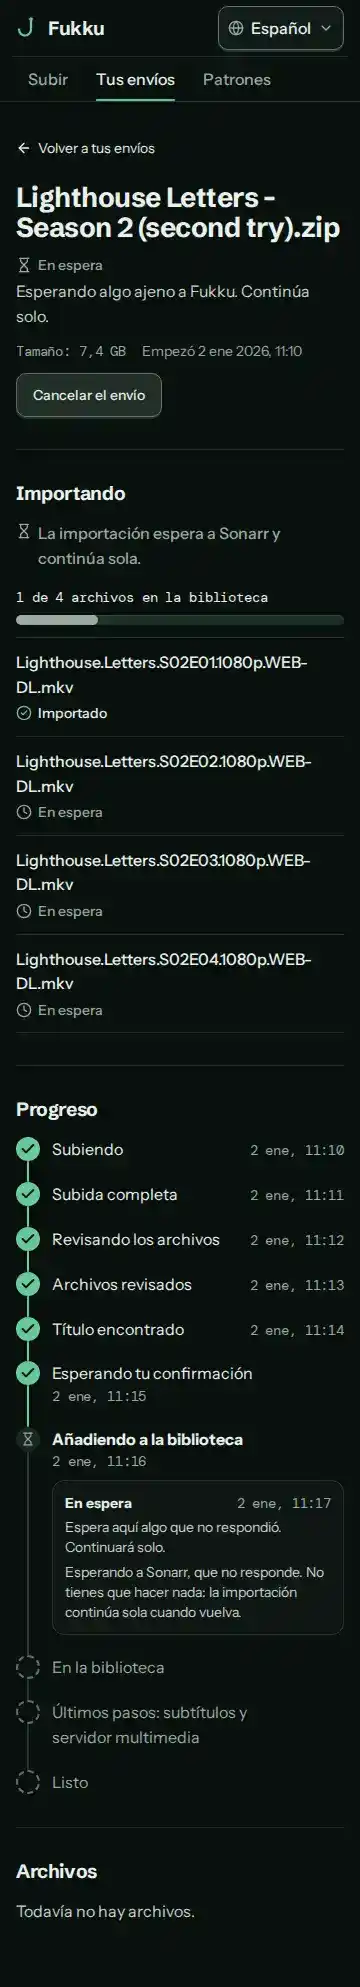 Fukku
Español
Subir
Tus envíos
Patrones
Volver a tus envíos
Lighthouse Letters -
Season 2 (second try).zip
En espera
Esperando algo ajeno a Fukku. Continúa
solo.
Tamaño: 7,4 GB Empezó 2 ene 2026, 11:10
Cancelar el envío
Importando
La importación espera a Sonarr y
continúa sola.
1 de 4 archivos en la biblioteca
Lighthouse.Letters.S02E01.1080p.WEB-
DL.mkv
Importado
Lighthouse.Letters.S02E02.1080p.WEB-
DL.mkv
En espera
Lighthouse.Letters.S02E03.1080p.WEB-
DL.mkv
En espera
Lighthouse.Letters.S02E04.1080p.WEB-
DL.mkv
En espera
Progreso
Subiendo 2 ene, 11:10
Subida completa 2 ene, 11:11
Revisando los archivos 2 ene, 11:12
Archivos revisados 2 ene, 11:13
Título encontrado 2 ene, 11:14
Esperando tu confirmación
2 ene, 11:15
Añadiendo a la biblioteca
2 ene, 11:16
En espera 2 ene, 11:17
Espera aquí algo que no respondió.
Continuará solo.
Esperando a Sonarr, que no responde. No
tienes que hacer nada: la importación
continúa sola cuando vuelva.
En la biblioteca
Últimos pasos: subtítulos y
servidor multimedia
Listo
Archivos
Todavía no hay archivos.